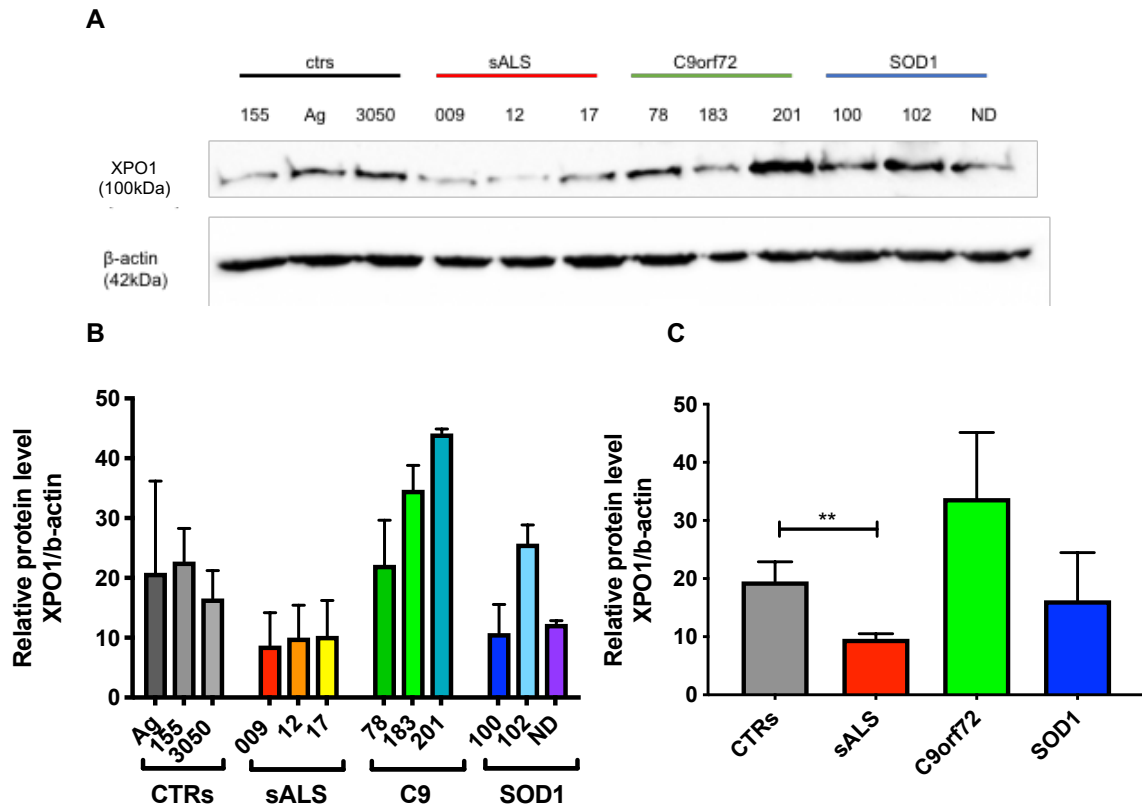 A
ctrs sALS C9orf72 SOD1
155 Ag 3050 009 12 17 78 183 201 100 102 ND
XPO1
(100kDa)
β-actin
(42kDa)
B
Relative protein level
XPO1/b-actin
50
40
30
20
10
0
Ag 155 3050 009 12 17 78 183 201 100 102 ND
CTRs sALS C9 SOD1
C
Relative protein level
XPO1/b-actin
50
40
30
20
10
0
**
CTRs sALS C9orf72 SOD1